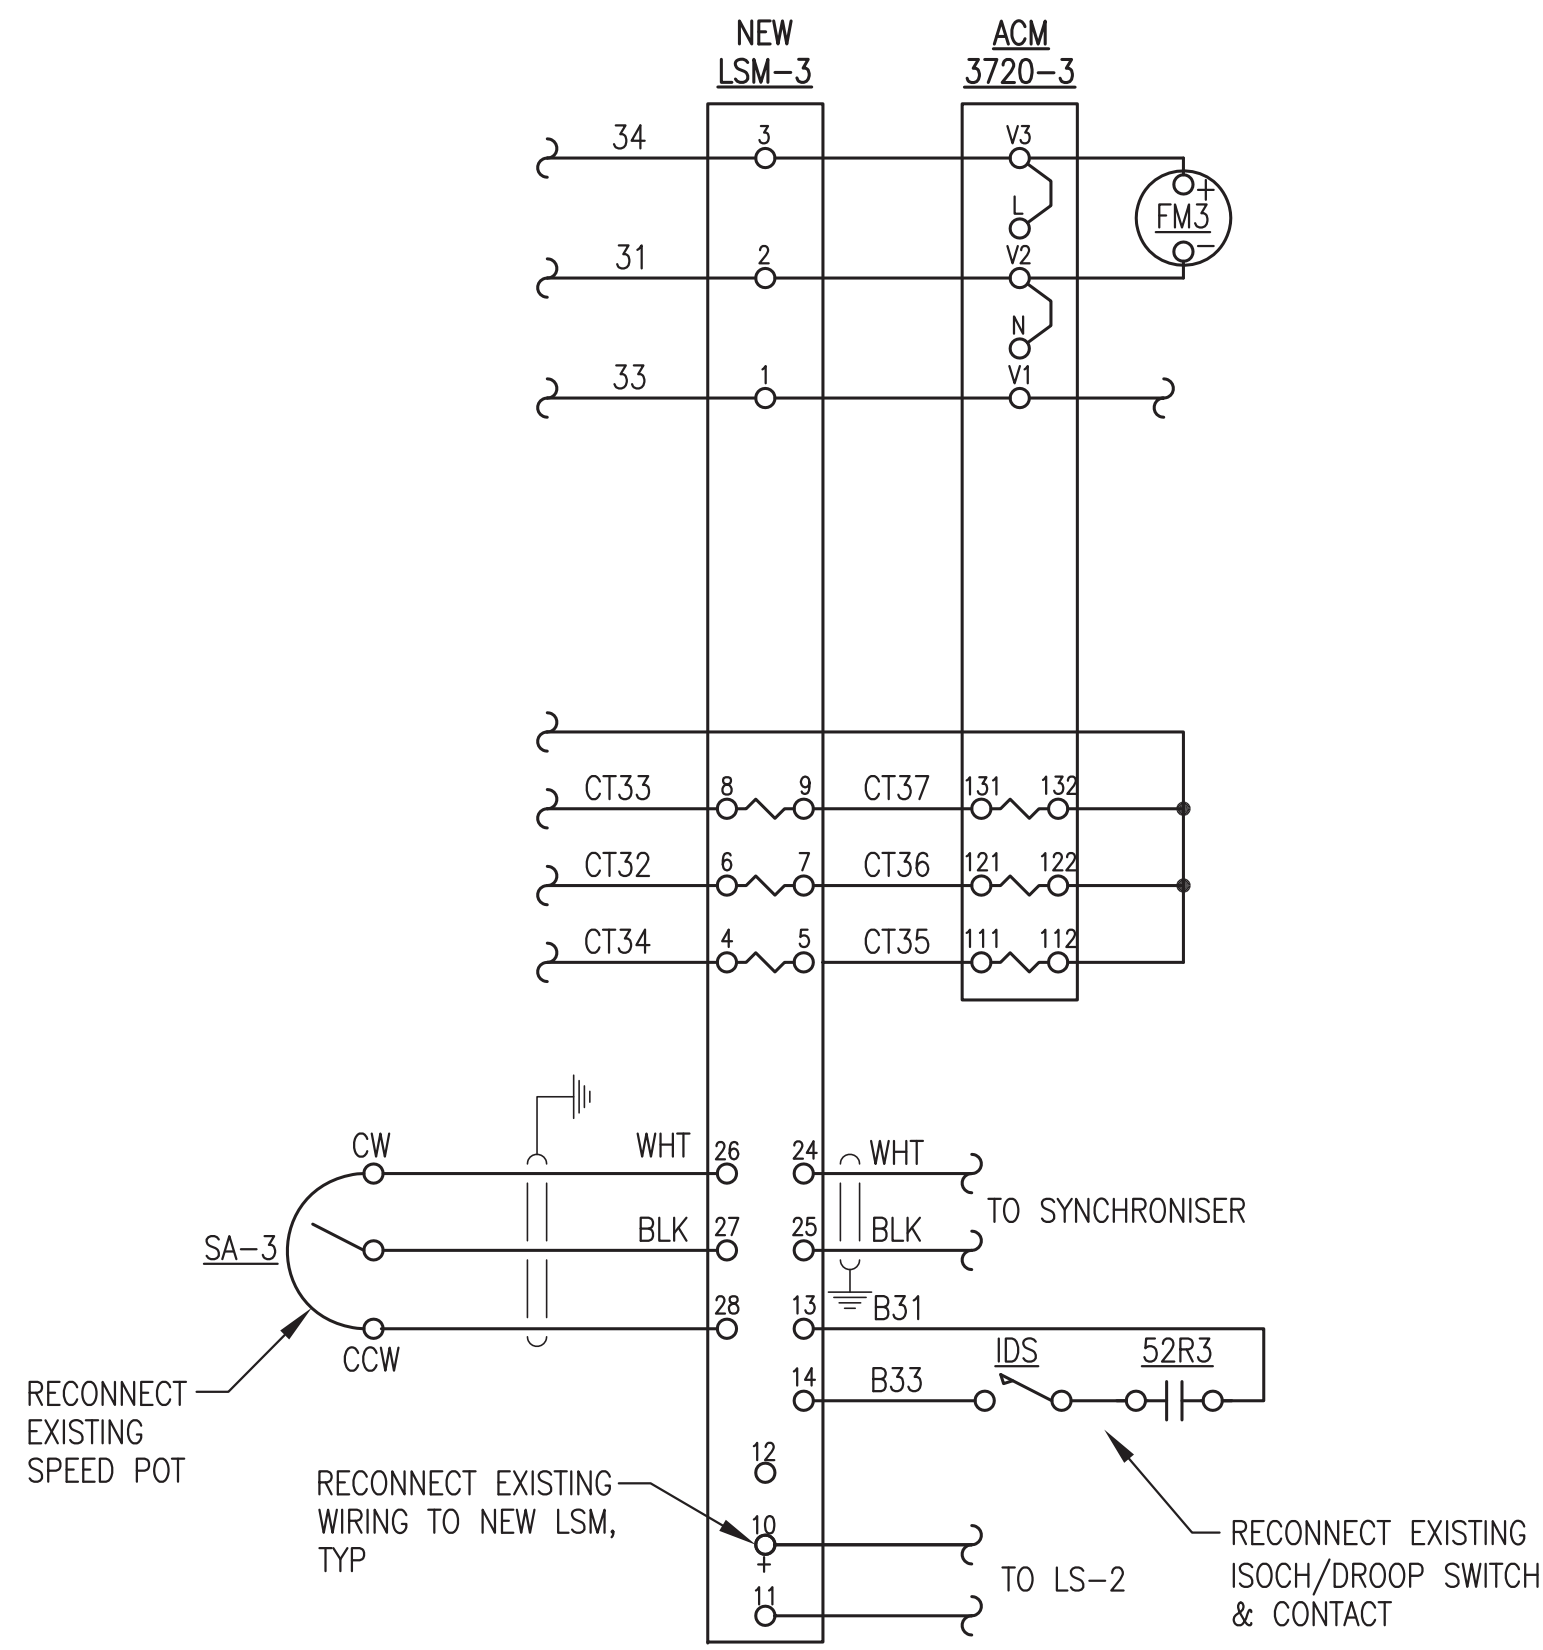 NEW
LSM-3
ACM
3720-3
34 3 V3
+
L
FM3
31 2 V2 -
N
33 1 V1
CT33 8 9 CT37 131 132
CT32 6 7 CT36 121 122
CT34 4 5 CT35 111 112
CW WHT 26 24 WHT
TO SYNCHRONISER
SA-3 BLK 27 25 BLK
28 13 B31
CCW
IDS 52R3
14 B33
RECONNECT
EXISTING
SPEED POT
12
RECONNECT EXISTING
WIRING TO NEW LSM,
TYP
10
+
11
TO LS-2
RECONNECT EXISTING
ISOCH/DROOP SWITCH
& CONTACT